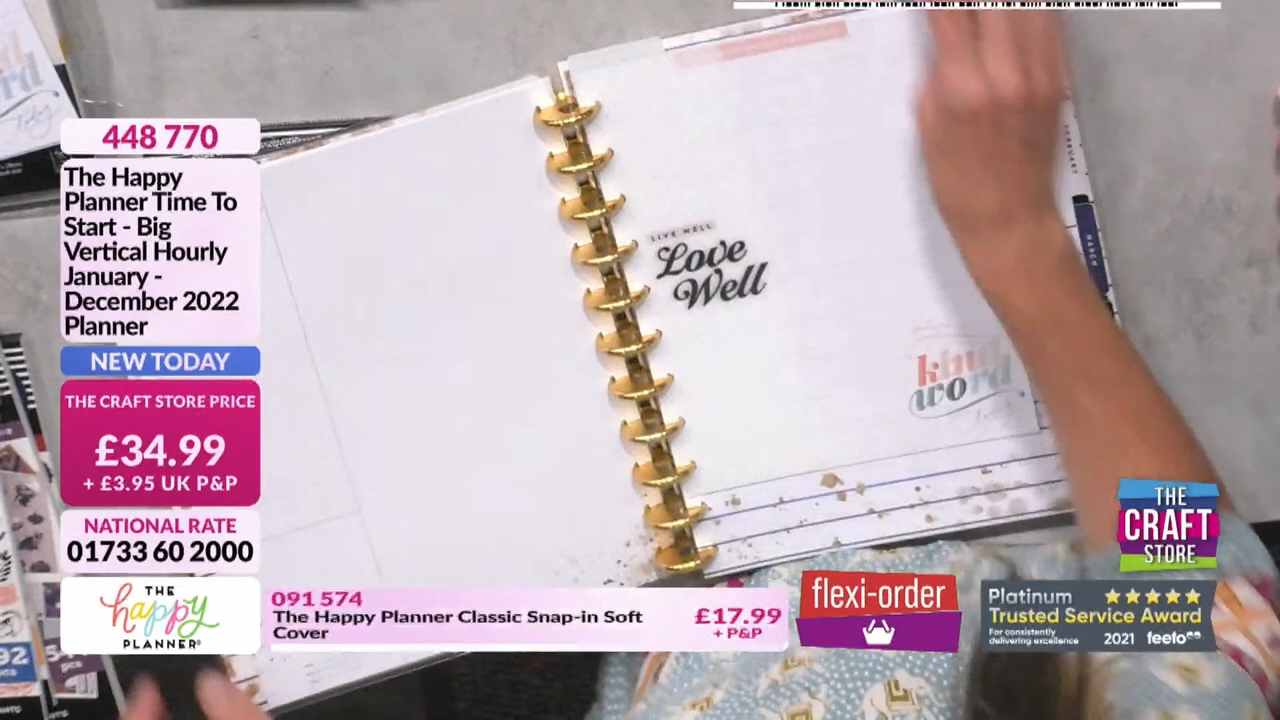 448 770
The Happy
Planner Time To
Start - Big
Vertical Hourly
January -
December 2022
Planner
NEW TODAY
THE CRAFT STORE PRICE
£34.99
+ £3.95 UK P&P
NATIONAL RATE
01733 60 2000
THE
happy
PLANNER®
091 574
The Happy Planner Classic Snap-in Soft
Cover
£17.99
+ P&P
flexi-order
Platinum
Trusted Service Award
For consistently
delivering excellence
2021 feefo
THE
CRAFT
STORE
LIVE WELL
Love
Well
kind
word
FEBRUARY
MARCH